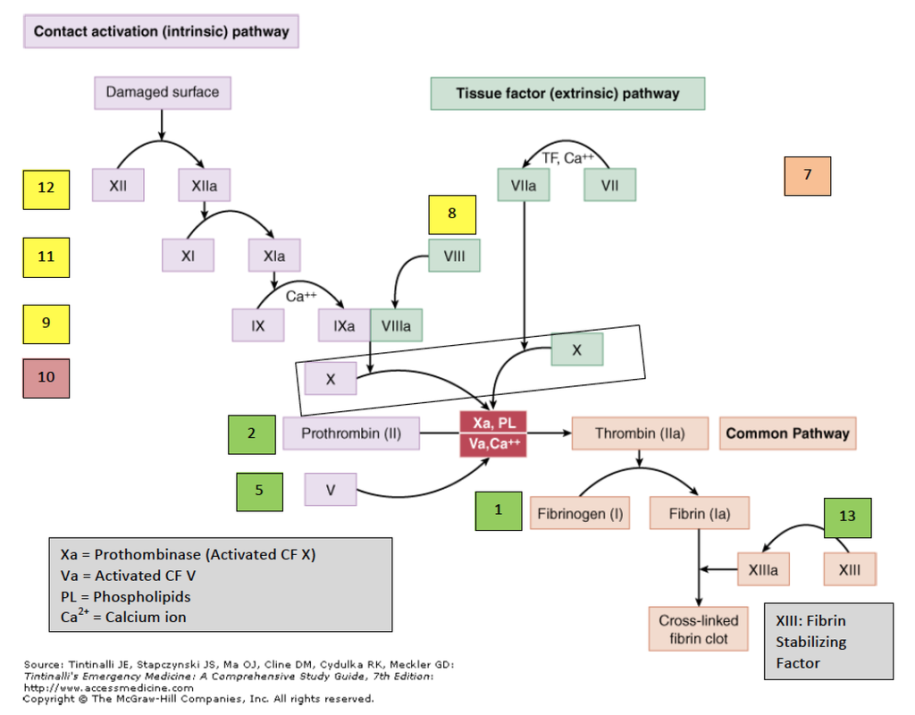 Contact activation (intrinsic) pathway
Damaged surface
Tissue factor (extrinsic) pathway
TF, Ca++
12
XII
XIIa
VIIa
VII
7
8
11
XI
XIa
VIII
Ca++
9
IX
IXa
VIIIa
X
10
X
Xa, PL
2
Prothrombin (II)
Va,Ca++
Thrombin (IIa)
Common Pathway
5
V
1
Fibrinogen (I)
Fibrin (Ia)
13
XIIIa
XIII
Xa = Prothombinase (Activated CF X)
Va = Activated CF V
PL = Phospholipids
Ca2+ = Calcium ion
Cross-linked
fibrin clot
XIII: Fibrin
Stabilizing
Factor
Source: Tintinalli JE, Stapczynski JS, Ma OJ, Cline DM, Cydulka RK, Meckler GD:
Tintinalli's Emergency Medicine: A Comprehensive Study Guide, 7th Edition:
http://www.accessmedicine.com
Copyright © The McGraw-Hill Companies, Inc. All rights reserved.